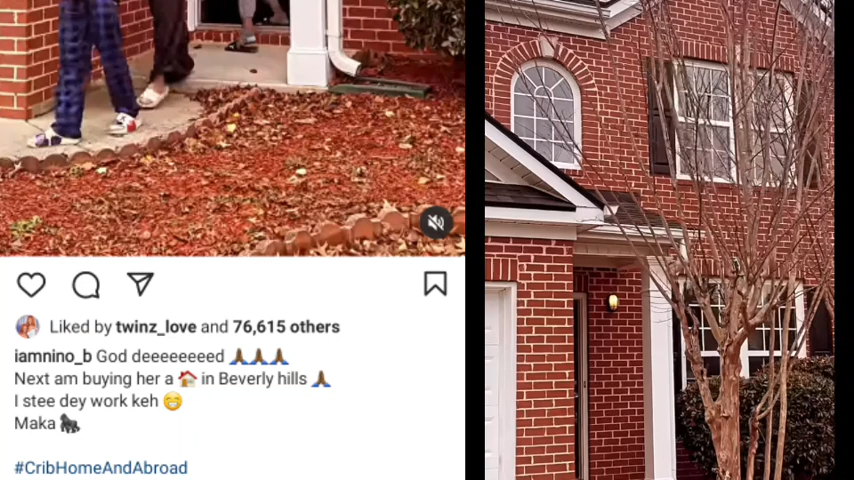 Liked by twinz_love and 76,615 others
iamnino_b God deeeeeeeed 🙏🏾🙏🏾🙏🏾
Next am buying her a 🏠 in Beverly hills 🙏🏾
I stee dey work keh 😁
Maka 🦍
#CribHomeAndAbroad